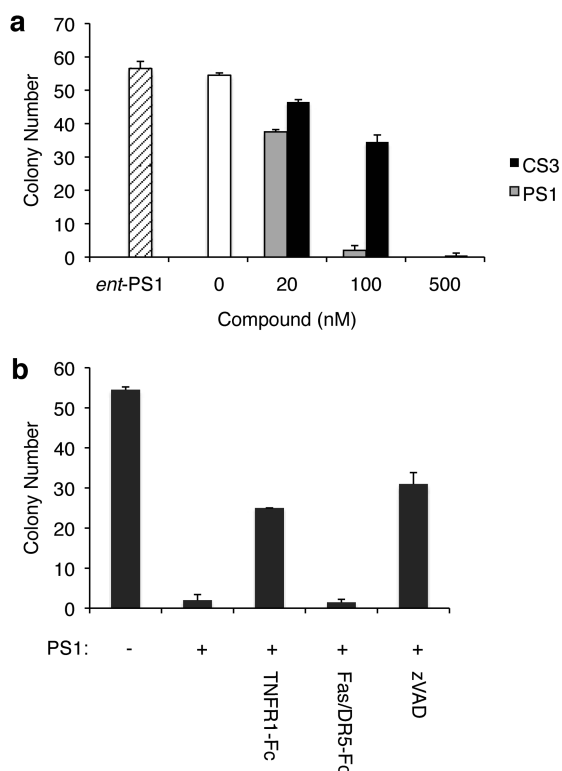 a
70
60
50
40
30
20
10
0
Colony Number
CS3
PS1
ent-PS1 0 20 100 500
Compound (nM)
b
60
50
40
30
20
10
0
Colony Number
PS1: - + + + +
TNFR1-Fc
Fas/DR5-Fc
zVAD